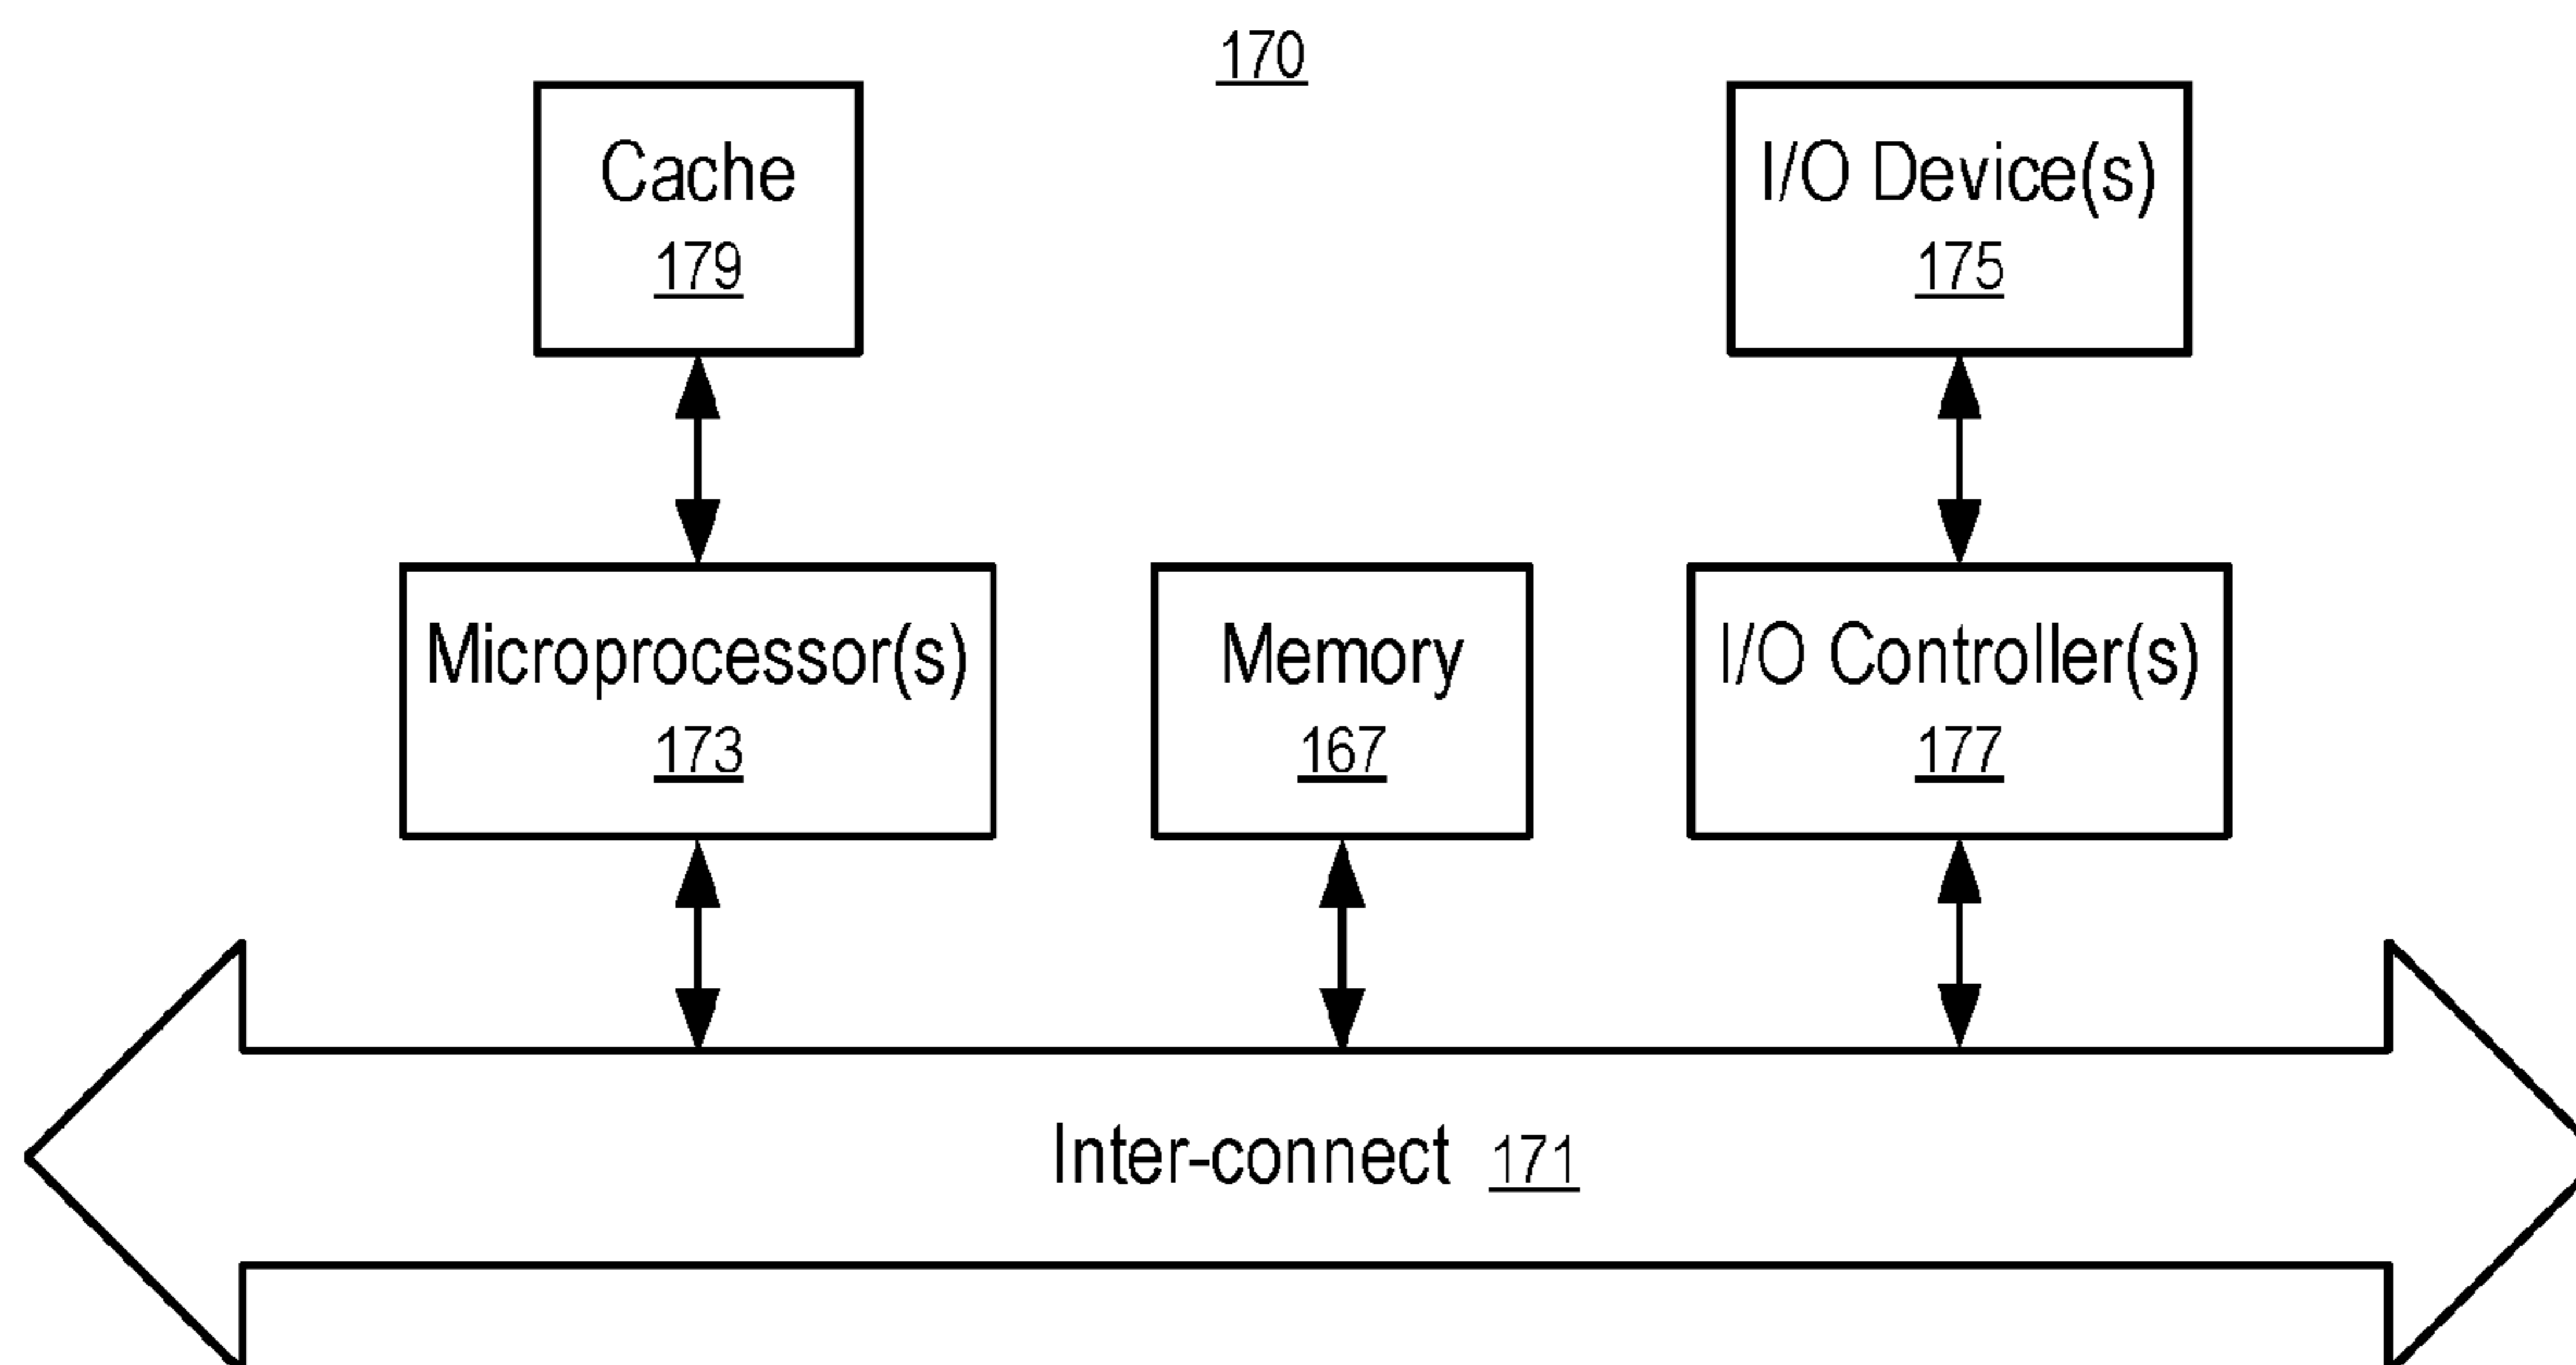 170
Cache
179
I/O Device(s)
175
Microprocessor(s)
173
Memory
167
I/O Controller(s)
177
Inter-connect 171